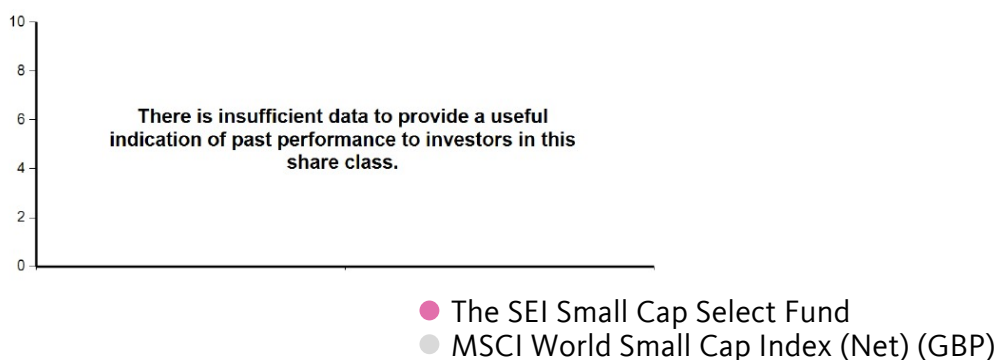 10
8
6
4
2
0
There is insufficient data to provide a useful
indication of past performance to investors in this
share class.
The SEI Small Cap Select Fund
MSCI World Small Cap Index (Net) (GBP)